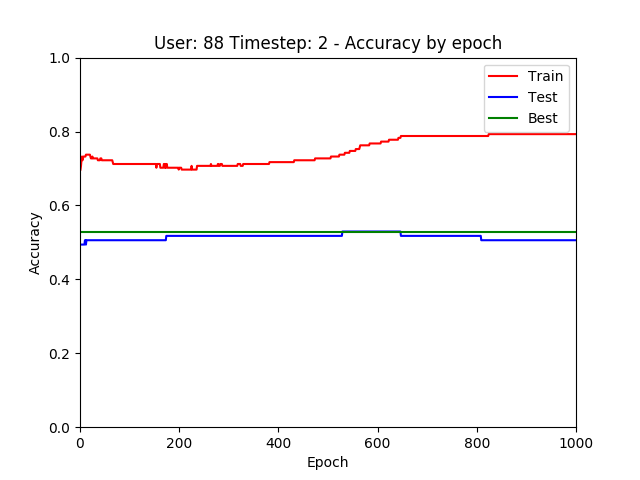 User: 88 Timestep: 2 - Accuracy by epoch
1.0
0.8
0.6
0.4
0.2
0.0
Accuracy
Train
Test
Best
0 200 400 600 800 1000
Epoch